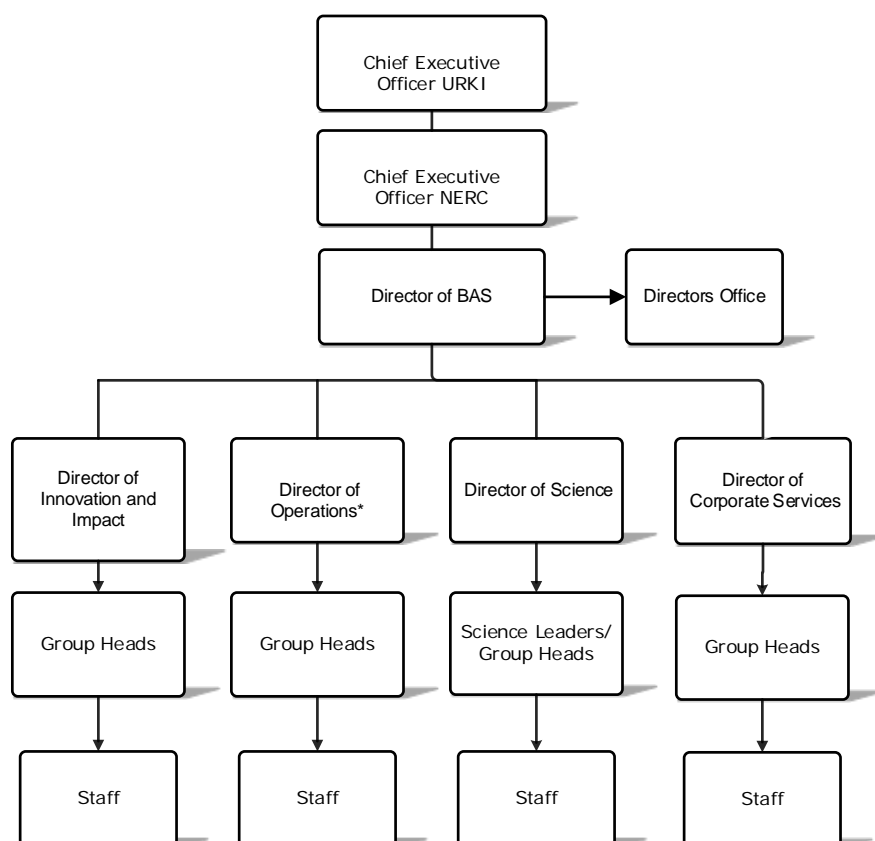 Chief Executive
Officer URKI
Chief Executive
Officer NERC
Director of BAS
Directors Office
Director of
Innovation and
Impact
Director of
Operations*
Director of Science
Director of
Corporate Services
Group Heads
Group Heads
Science Leaders/
Group Heads
Group Heads
Staff
Staff
Staff
Staff